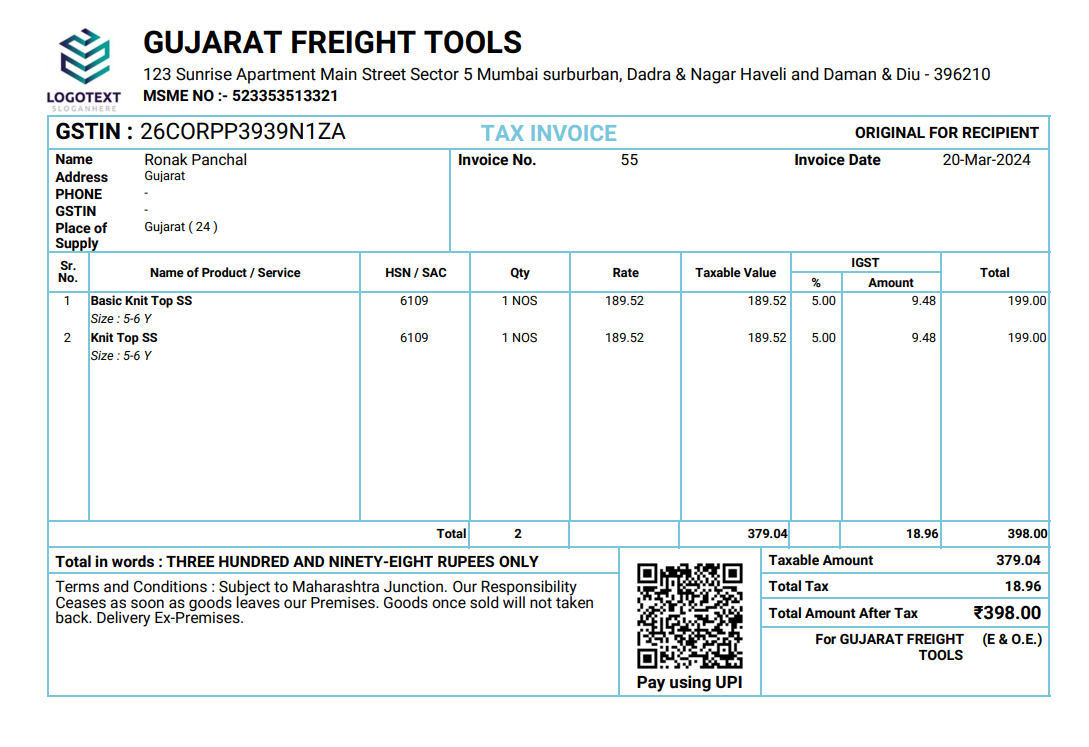 GUJARAT FREIGHT TOOLS
123 Sunrise Apartment Main Street Sector 5 Mumbai surburban, Dadra & Nagar Haveli and Daman & Diu - 396210
LOGOTEXT
SLOGANHERE
MSME NO :- 523353513321
GSTIN : 26CORPP3939N1ZA TAX INVOICE ORIGINAL FOR RECIPIENT
Name Ronak Panchal Invoice No. 55 Invoice Date 20-Mar-2024
Address Gujarat
PHONE -
GSTIN -
Place of Supply Gujarat ( 24 )
Sr. No. Name of Product / Service HSN / SAC Qty Rate Taxable Value IGST Total
% Amount
1 Basic Knit Top SS 6109 1 NOS 189.52 189.52 5.00 9.48 199.00
Size : 5-6 Y
2 Knit Top SS 6109 1 NOS 189.52 189.52 5.00 9.48 199.00
Size : 5-6 Y
Total 2 379.04 18.96 398.00
Total in words : THREE HUNDRED AND NINETY-EIGHT RUPEES ONLY
Terms and Conditions : Subject to Maharashtra Junction. Our Responsibility
Ceases as soon as goods leaves our Premises. Goods once sold will not taken
back. Delivery Ex-Premises.
Pay using UPI
Taxable Amount 379.04
Total Tax 18.96
Total Amount After Tax ₹398.00
For GUJARAT FREIGHT (E & O.E.)
TOOLS